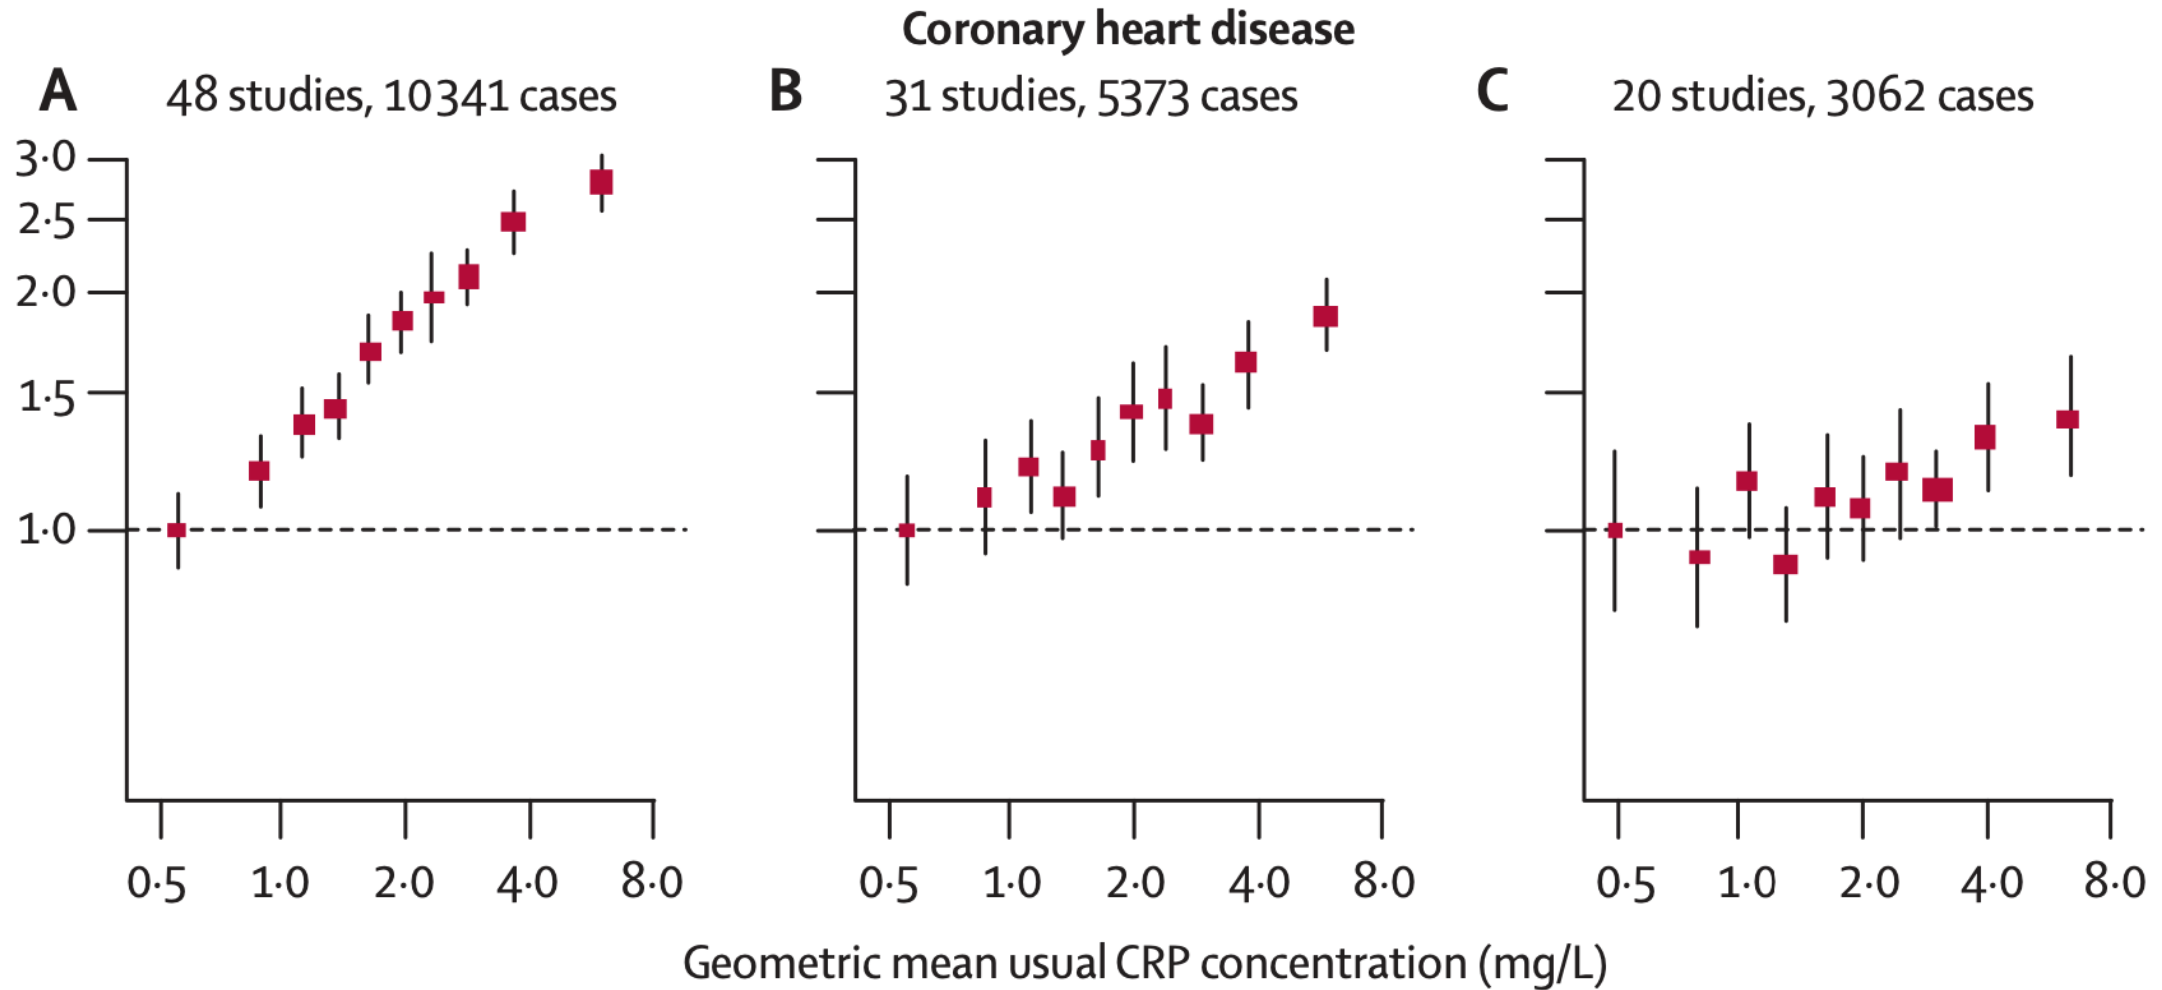 Coronary heart disease
A 48 studies, 10 341 cases
B 31 studies, 5373 cases
C 20 studies, 3062 cases
3·0
2·5
2·0
1·5
1·0
0·5 1·0 2·0 4·0 8·0
0·5 1·0 2·0 4·0 8·0
0·5 1·0 2·0 4·0 8·0
Geometric mean usual CRP concentration (mg/L)